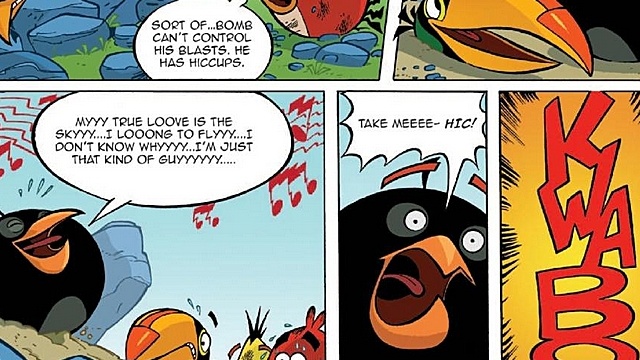 SORT OF...BOMB
CAN'T CONTROL
HIS BLASTS. HE
HAS HICCUPS.
MYYY TRUE LOOVE IS THE
SKYYY...I LOOONG TO FLYYY...I
DON'T KNOW WHYYYY...I'M JUST
THAT KIND OF GUYYYYYY.....
TAKE MEEEE- HIC!
KWABO